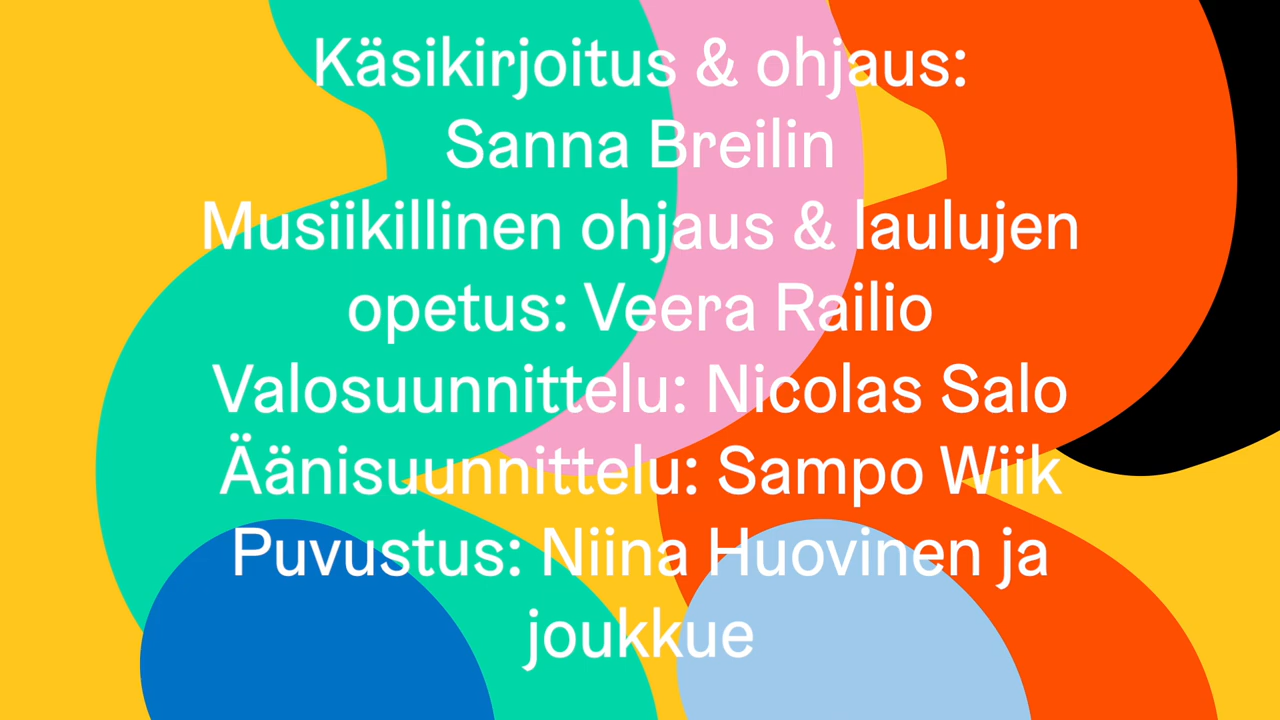 Käsikirjoitus & ohjaus:
Sanna Breilin
Musiikillinen ohjaus & laulujen
opetus: Veera Railio
Valosuunnittelu: Nicolas Salo
Äänisuunnittelu: Sampo Wiik
Puvustus: Niina Huovinen ja
joukkue